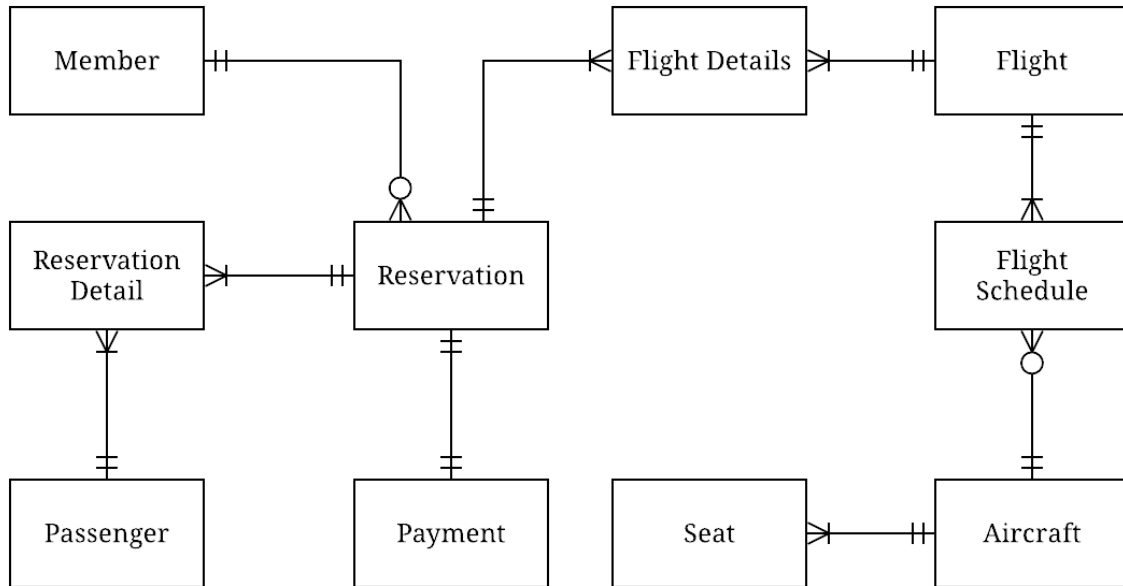 Member
Flight Details
Flight
Reservation
Detail
Reservation
Flight
Schedule
Passenger
Payment
Seat
Aircraft